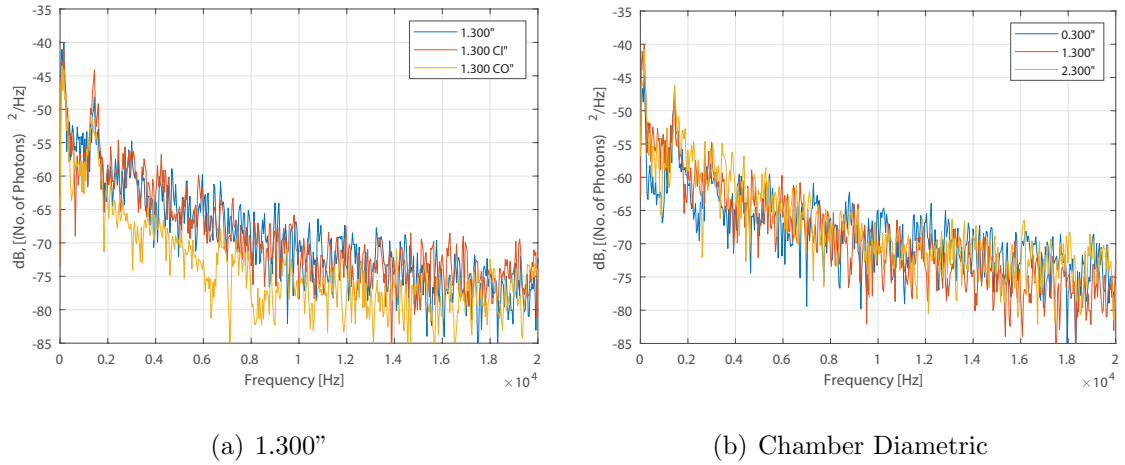 -35
-40
-45
-50
-55
-60
-65
-70
-75
-80
-85
dB, [(No. of Photons) ²/Hz]
1.300"
1.300 CI"
1.300 CO"
0 0.2 0.4 0.6 0.8 1 1.2 1.4 1.6 1.8 2
Frequency [Hz]
× 10⁴
(a) 1.300”
-35
-40
-45
-50
-55
-60
-65
-70
-75
-80
-85
dB, [(No. of Photons) ²/Hz]
0.300"
1.300"
2.300"
0 0.2 0.4 0.6 0.8 1 1.2 1.4 1.6 1.8 2
Frequency [Hz]
× 10⁴
(b) Chamber Diametric